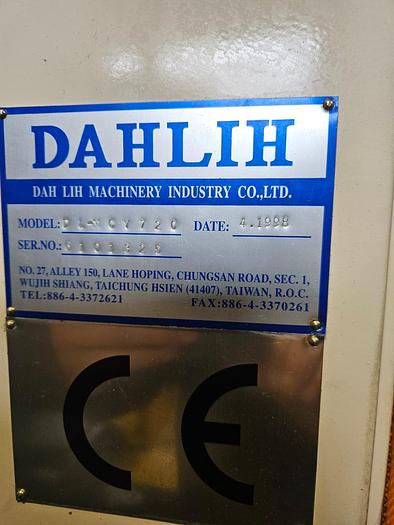 DAHLIH
DAH LIH MACHINERY INDUSTRY CO.,LTD.
MODEL: DL-MCV720 DATE: 4.1998
SER.NO.:
NO. 27, ALLEY 150, LANE HOPING, CHUNGSAN ROAD, SEC. 1,
WUJIH SHIANG, TAICHUNG HSIEN (41407), TAIWAN, R.O.C.
TEL:886-4-3372621 FAX:886-4-3370261
CE